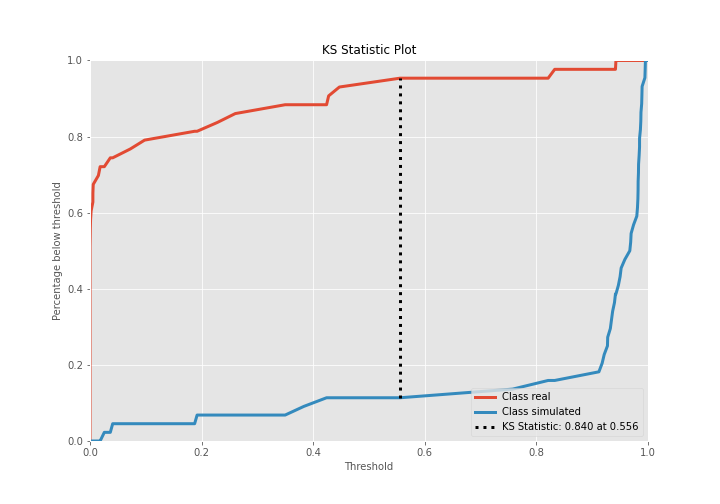 KS Statistic Plot
1.0
0.8
0.6
0.4
0.2
0.0
Percentage below threshold
0.0 0.2 0.4 0.6 0.8 1.0
Threshold
Class real
Class simulated
KS Statistic: 0.840 at 0.556